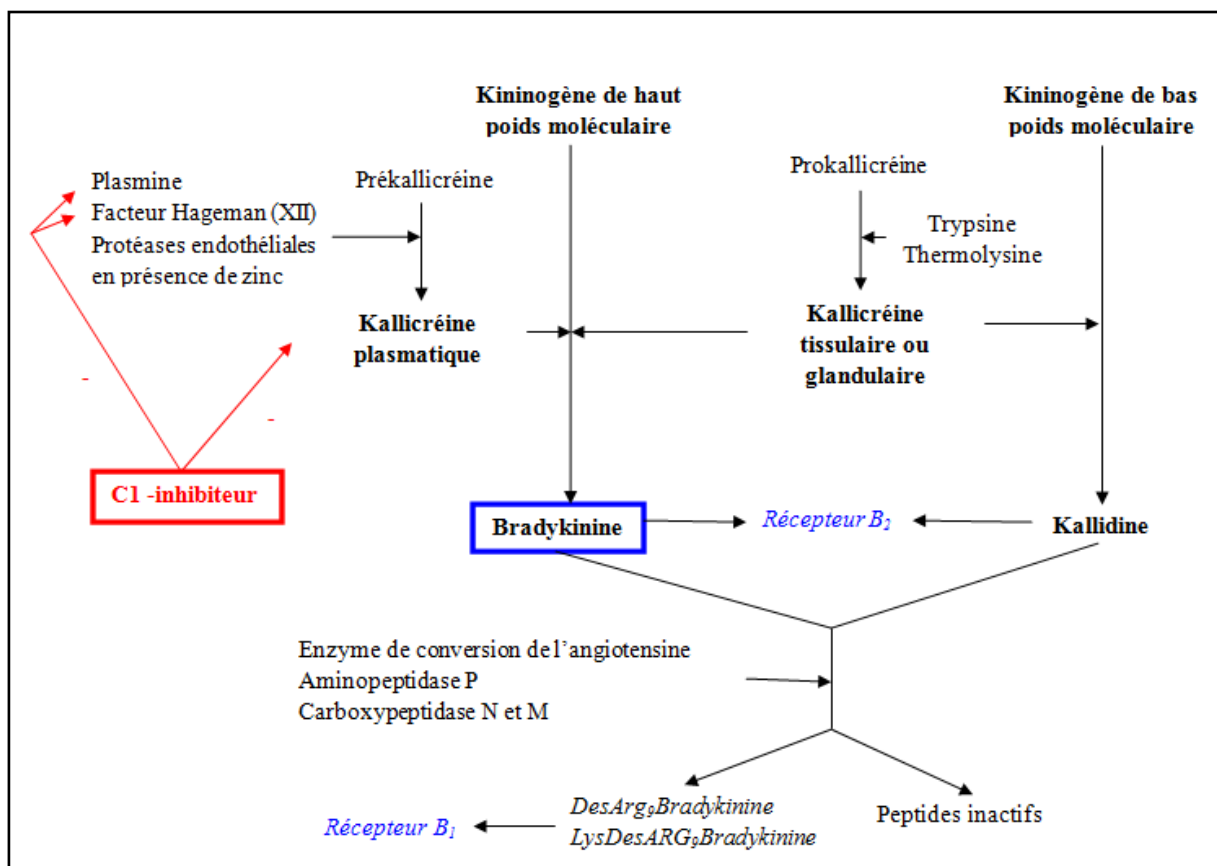 Kininogène de haut
poids moléculaire
Kininogène de bas
poids moléculaire
Plasmine
Facteur Hageman (XII)
Protéases endothéliales
en présence de zinc
Prékallicréine
Prokallicréine
Trypsine
Thermolysine
Kallicréine
plasmatique
Kallicréine
tissulaire ou
glandulaire
-
-
C1 -inhibiteur
Bradykinine
Récepteur B2
Kallidine
Enzyme de conversion de l’angiotensine
Aminopeptidase P
Carboxypeptidase N et M
DesArg9Bradykinine
LysDesARG9Bradykinine
Récepteur B1
Peptides inactifs